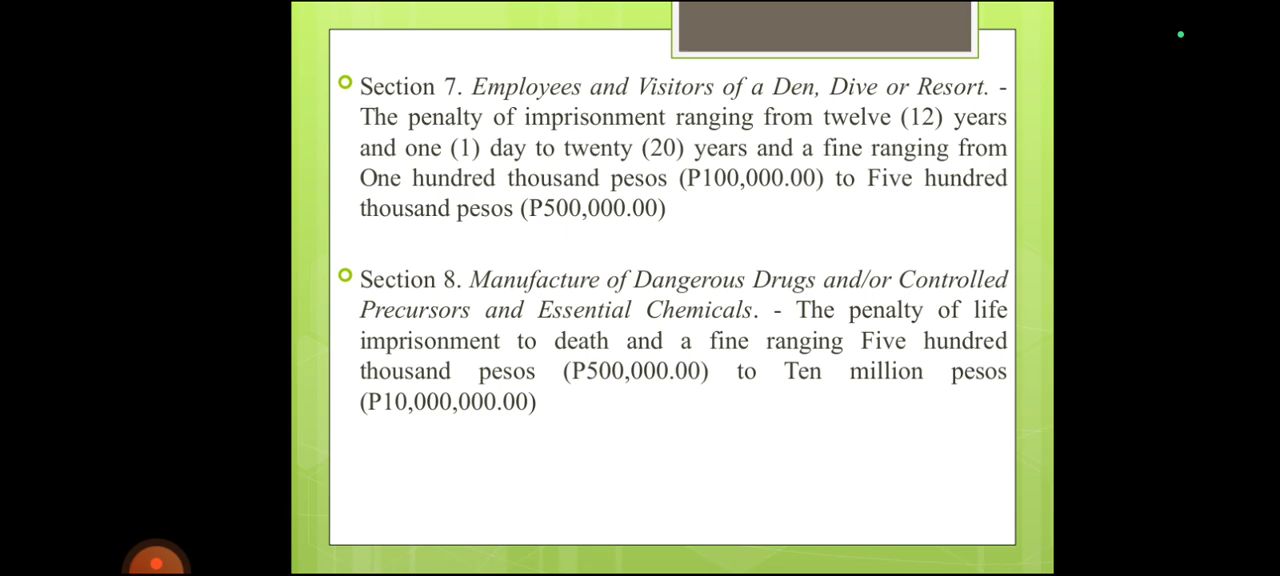 Section 7. Employees and Visitors of a Den, Dive or Resort. -
The penalty of imprisonment ranging from twelve (12) years
and one (1) day to twenty (20) years and a fine ranging from
One hundred thousand pesos (P100,000.00) to Five hundred
thousand pesos (P500,000.00)
Section 8. Manufacture of Dangerous Drugs and/or Controlled
Precursors and Essential Chemicals. - The penalty of life
imprisonment to death and a fine ranging Five hundred
thousand pesos (P500,000.00) to Ten million pesos
(P10,000,000.00)